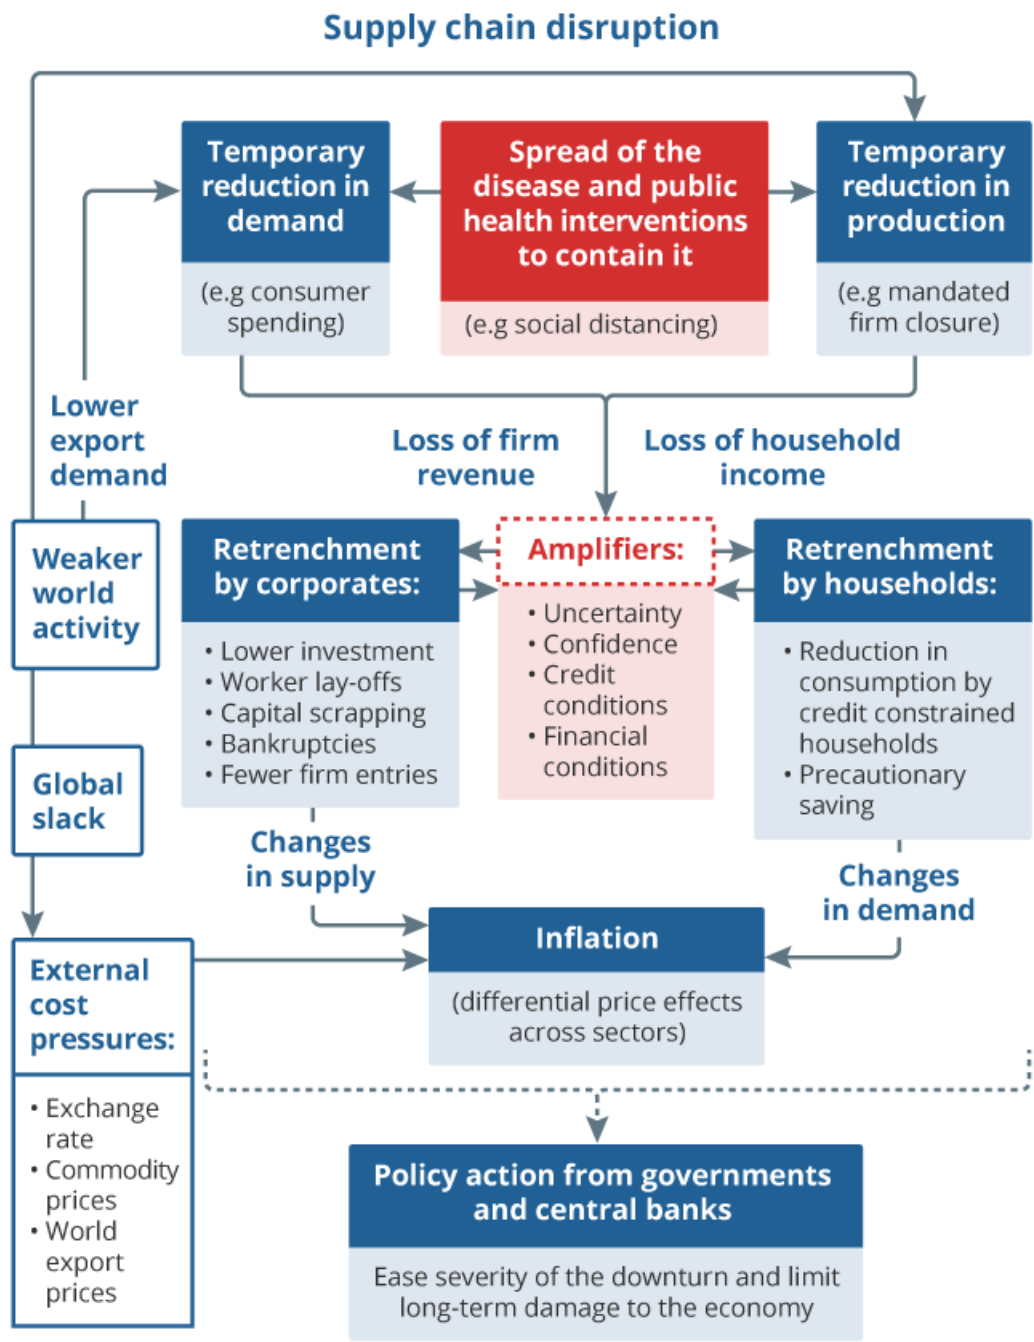 Supply chain disruption
Temporary
reduction in
demand
(e.g consumer
spending)
Spread of the
disease and public
health interventions
to contain it
(e.g social distancing)
Temporary
reduction in
production
(e.g mandated
firm closure)
Lower
export
demand
Loss of firm
revenue
Loss of household
income
Weaker
world
activity
Retrenchment
by corporates:
• Lower investment
• Worker lay-offs
• Capital scrapping
• Bankruptcies
• Fewer firm entries
Amplifiers:
• Uncertainty
• Confidence
• Credit
conditions
• Financial
conditions
Retrenchment
by households:
• Reduction in
consumption by
credit constrained
households
• Precautionary
saving
Global
slack
Changes
in supply
Changes
in demand
External
cost
pressures:
• Exchange
rate
• Commodity
prices
• World
export
prices
Inflation
(differential price effects
across sectors)
Policy action from governments
and central banks
Ease severity of the downturn and limit
long-term damage to the economy